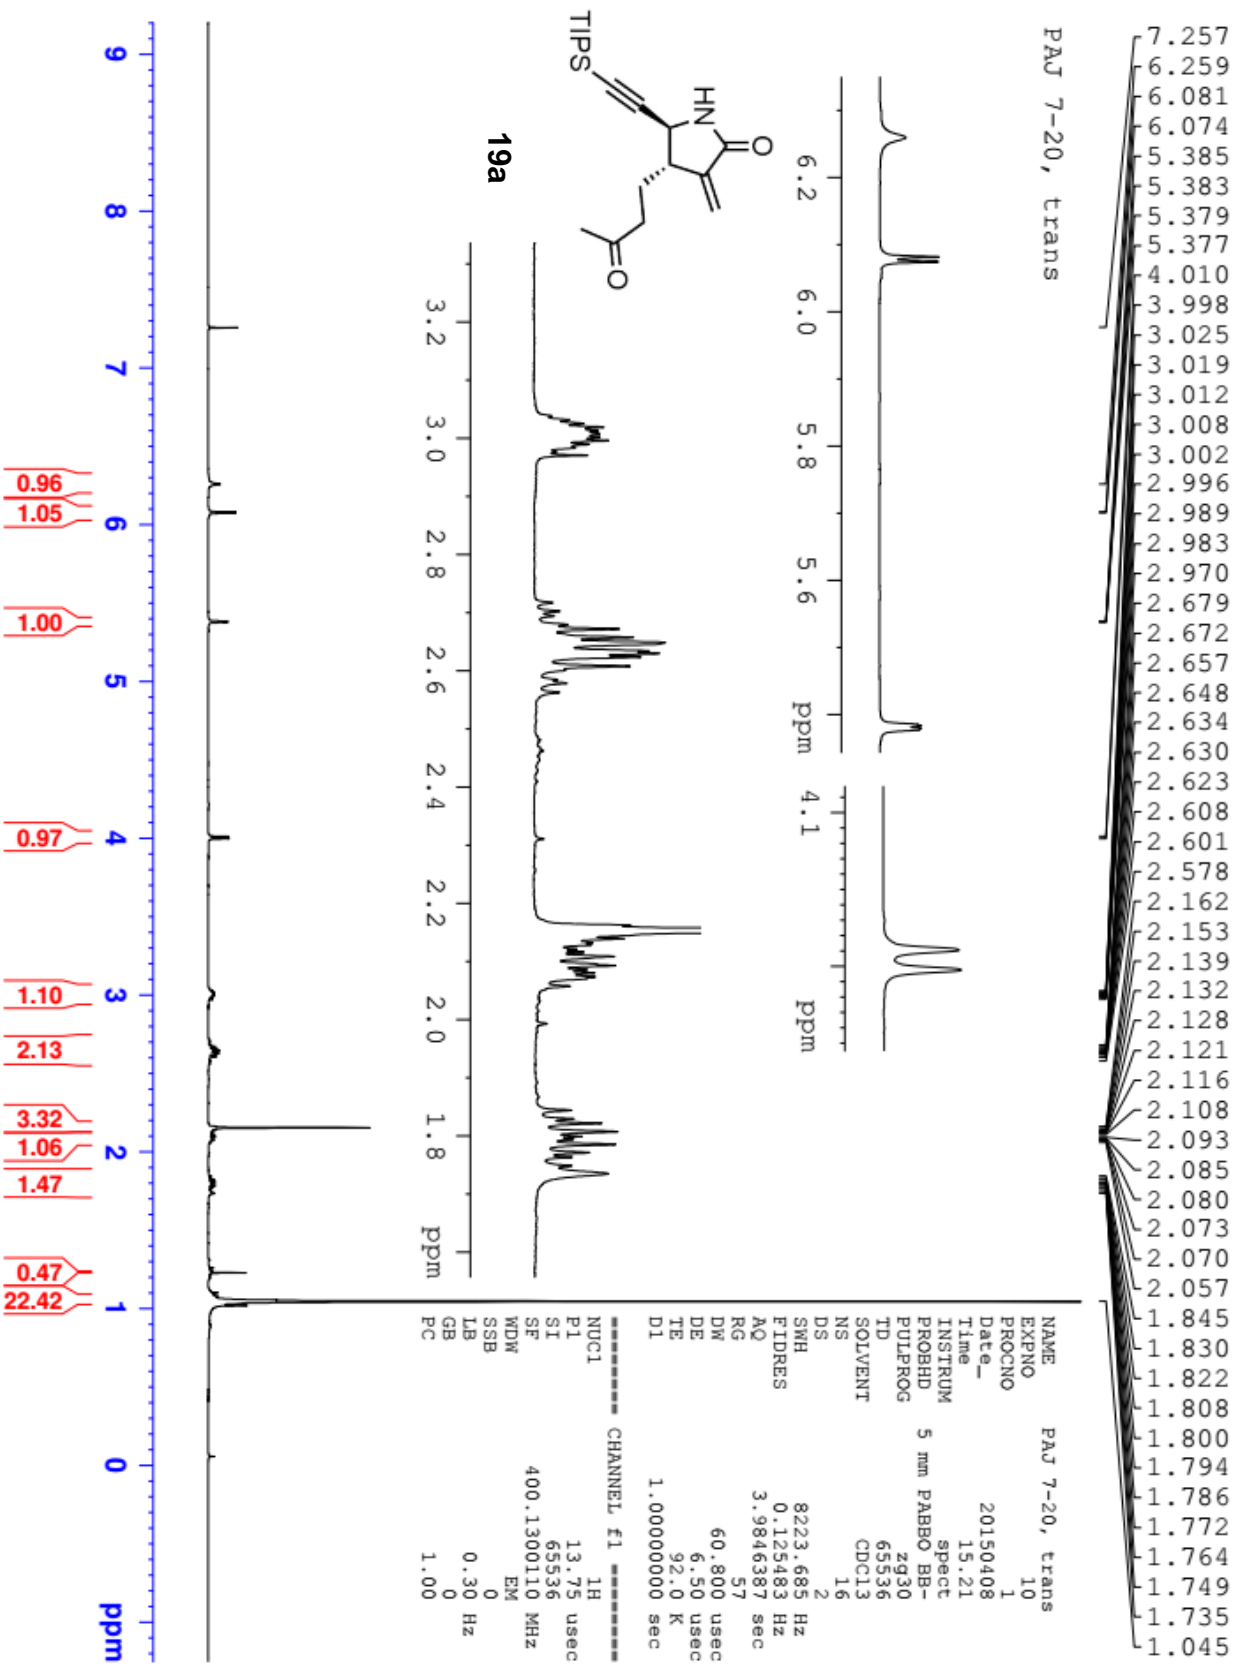 7.257
6.259
6.081
6.074
5.385
5.383
5.379
5.377
4.010
3.998
3.025
3.019
3.012
3.008
3.002
2.996
2.989
2.983
2.970
2.679
2.672
2.657
2.648
2.634
2.630
2.623
2.608
2.601
2.578
2.162
2.153
2.139
2.132
2.128
2.121
2.116
2.108
2.093
2.085
2.080
2.073
2.070
2.057
1.845
1.830
1.822
1.808
1.800
1.794
1.786
1.772
1.764
1.749
1.735
1.045
PAJ 7-20, trans
6.2 6.0 5.8 5.6 ppm
4.1 ppm
HN
O
O
TIPS
19a
3.2 3.0 2.8 2.6 2.4 2.2 2.0 1.8 ppm
NAME PAJ 7-20, trans
EXPNO 10
PROCNO 1
Date_ 20150408
Time 15.21
INSTRUM spect
PROBHD 5 mm PABBO BB-
PULPROG zg30
TD 65536
SOLVENT CDCl3
NS 16
DS 2
SWH 8223.685 Hz
FIDRES 0.125483 Hz
AQ 3.9846387 sec
RG 57
DW 60.800 usec
DE 6.50 usec
TE 92.0 K
D1 1.00000000 sec
======== CHANNEL f1 ========
NUC1 1H
P1 13.75 usec
SI 65536
SF 400.1300110 MHz
WDW EM
SSB 0
LB 0.30 Hz
GB 0
PC 1.00
9 8 7 6 5 4 3 2 1 0 ppm
0.96
1.05
1.00
0.97
1.10
2.13
3.32
1.06
1.47
0.47
22.42